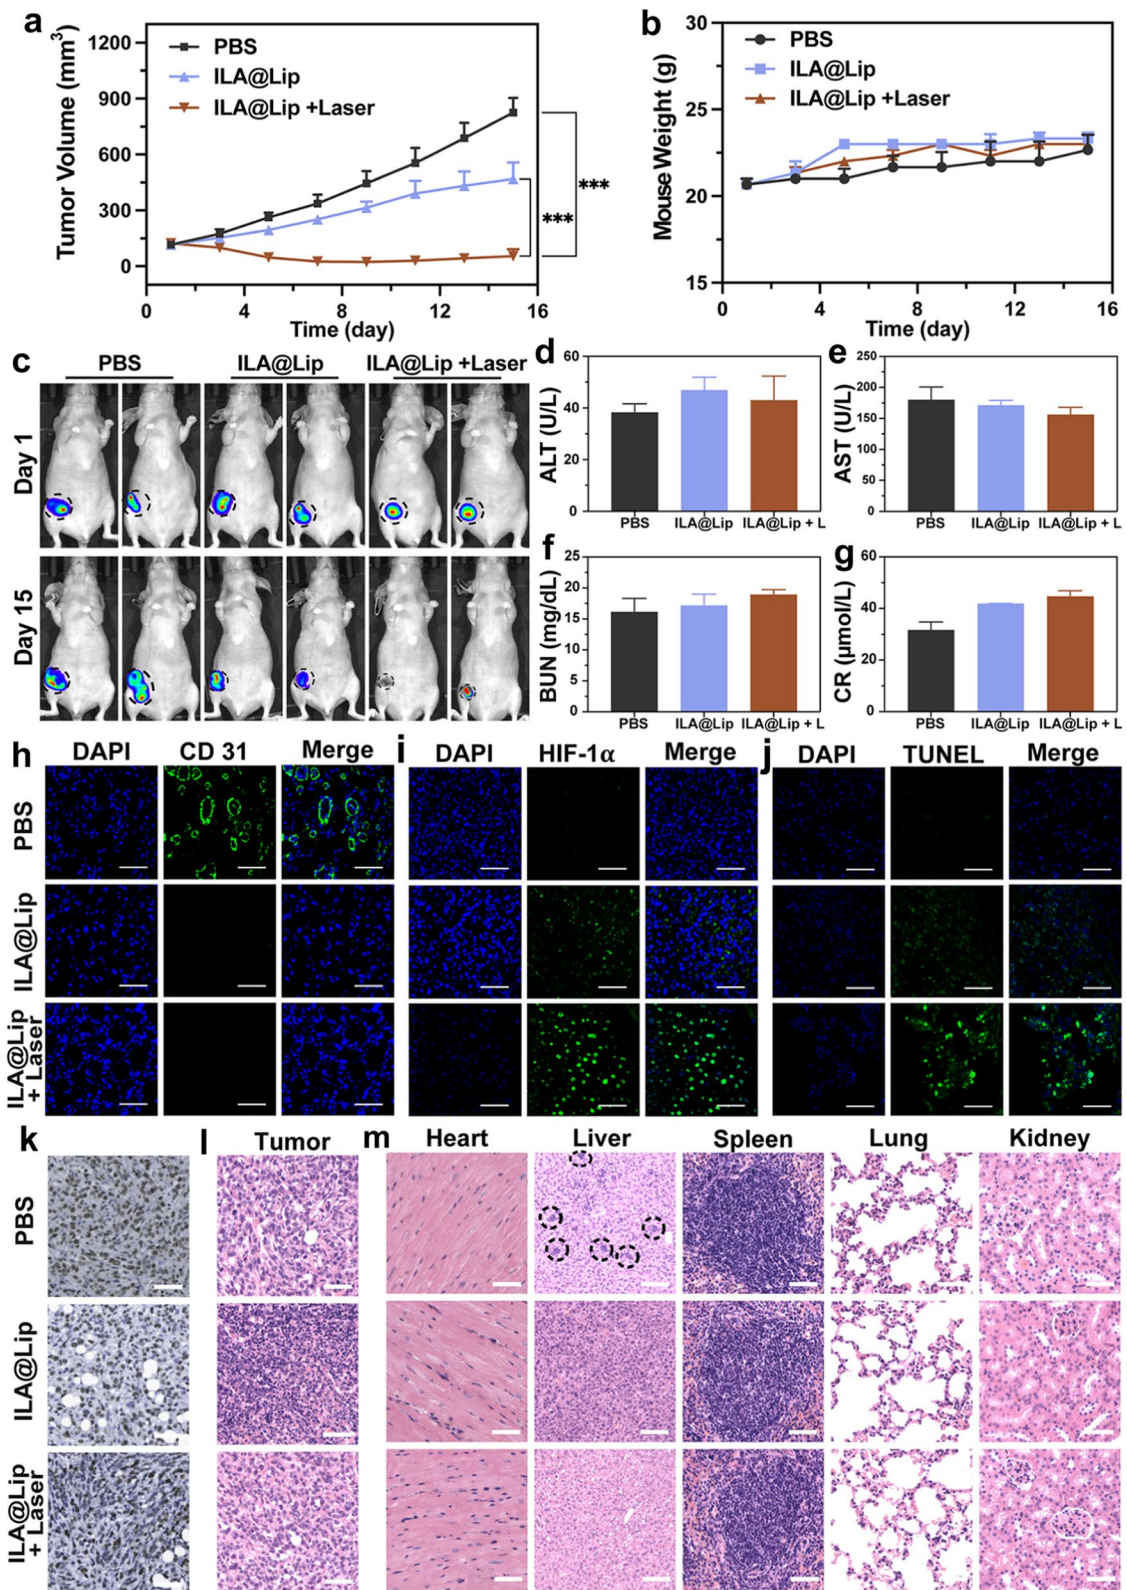 a
Tumor Volume (mm³)
1200
900
600
300
0
PBS
ILA@Lip
ILA@Lip +Laser
***
***
0 4 8 12 16
Time (day)
b
Mouse Weight (g)
30
25
20
15
PBS
ILA@Lip
ILA@Lip +Laser
0 4 8 12 16
Time (day)
c
PBS ILA@Lip ILA@Lip +Laser
Day 1
Day 15
d
ALT (U/L)
60
40
20
0
PBS ILA@Lip ILA@Lip + L
e
AST (U/L)
250
200
150
100
50
0
PBS ILA@Lip ILA@Lip + L
f
BUN (mg/dL)
25
20
15
10
5
0
PBS ILA@Lip ILA@Lip + L
g
CR (μmol/L)
60
40
20
0
PBS ILA@Lip ILA@Lip + L
h DAPI CD 31 Merge
i DAPI HIF-1α Merge
j DAPI TUNEL Merge
PBS
ILA@Lip
ILA@Lip
+ Laser
k
l Tumor
m Heart Liver Spleen Lung Kidney
PBS
ILA@Lip
ILA@Lip
+ Laser